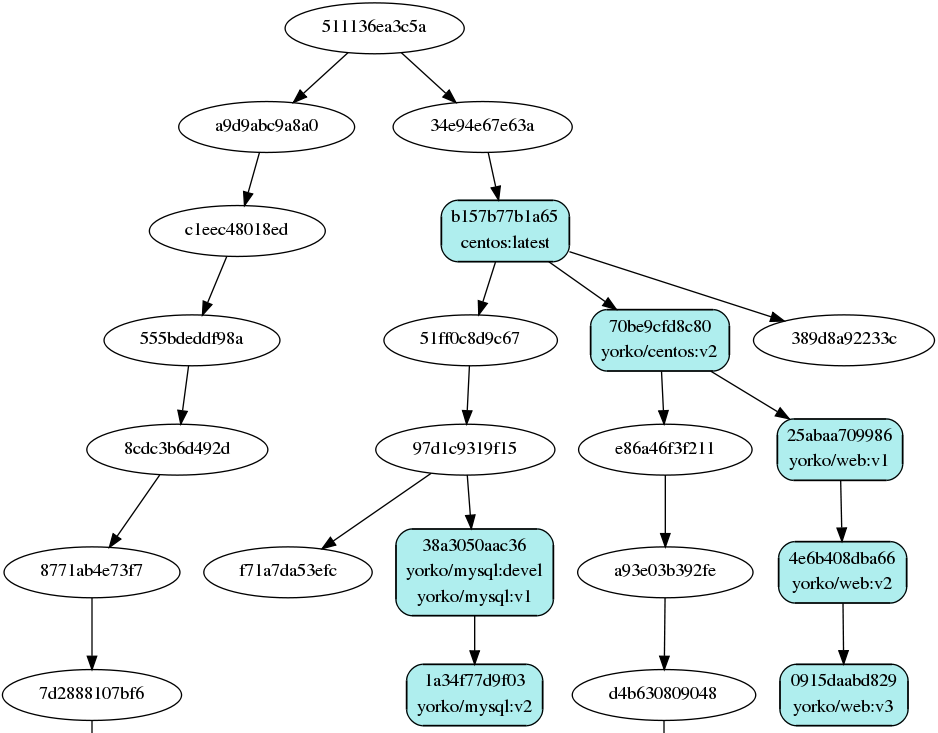 511136ea3c5a
a9d9abc9a8a0
34e94e67e63a
b157b77b1a65
centos:latest
c1eec48018ed
555bdeddf98a
51ff0c8d9c67
70be9cfd8c80
yorko/centos:v2
389d8a92233c
8cdc3b6d492d
97d1c9319f15
e86a46f3f211
25abaa709986
yorko/web:v1
8771ab4e73f7
f71a7da53efc
38a3050aac36
yorko/mysql:devel
yorko/mysql:v1
a93e03b392fe
4e6b408dba66
yorko/web:v2
7d2888107bf6
1a34f77d9f03
yorko/mysql:v2
d4b630809048
0915daabd829
yorko/web:v3